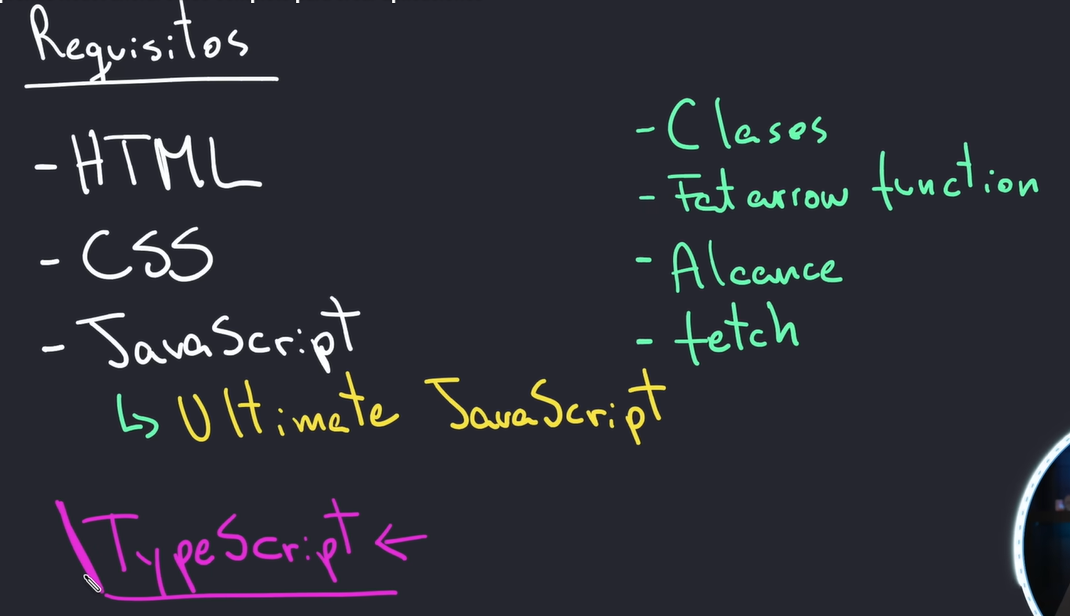 Requisitos
- HTML
- CSS
- JavaScript
↳ Ultimate JavaScript
TypeScript ←
- Clases
- Fat arrow function
- Alcance
- fetch